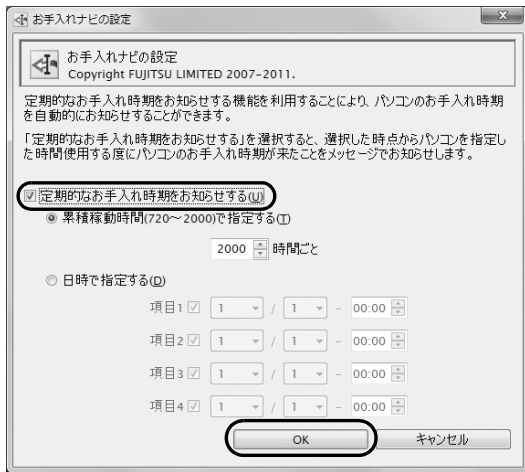 お手入れナビの設定
お手入れナビの設定
Copyright FUJITSU LIMITED 2007-2011.
定期的なお手入れ時期をお知らせする機能を利用することにより、パソコンのお手入れ時期
を自動的にお知らせすることができます。
「定期的なお手入れ時期をお知らせする」を選択すると、選択した時点からパソコンを指定し
た時間使用する度にパソコンのお手入れ時期が来たことをメッセージでお知らせします。
定期的なお手入れ時期をお知らせする(U)
累積稼動時間(720～2000)で指定する(T)
2000 時間ごと
日時で指定する(D)
項目1 1 / 1 - 00:00
項目2 1 / 1 - 00:00
項目3 1 / 1 - 00:00
項目4 1 / 1 - 00:00
OK キャンセル